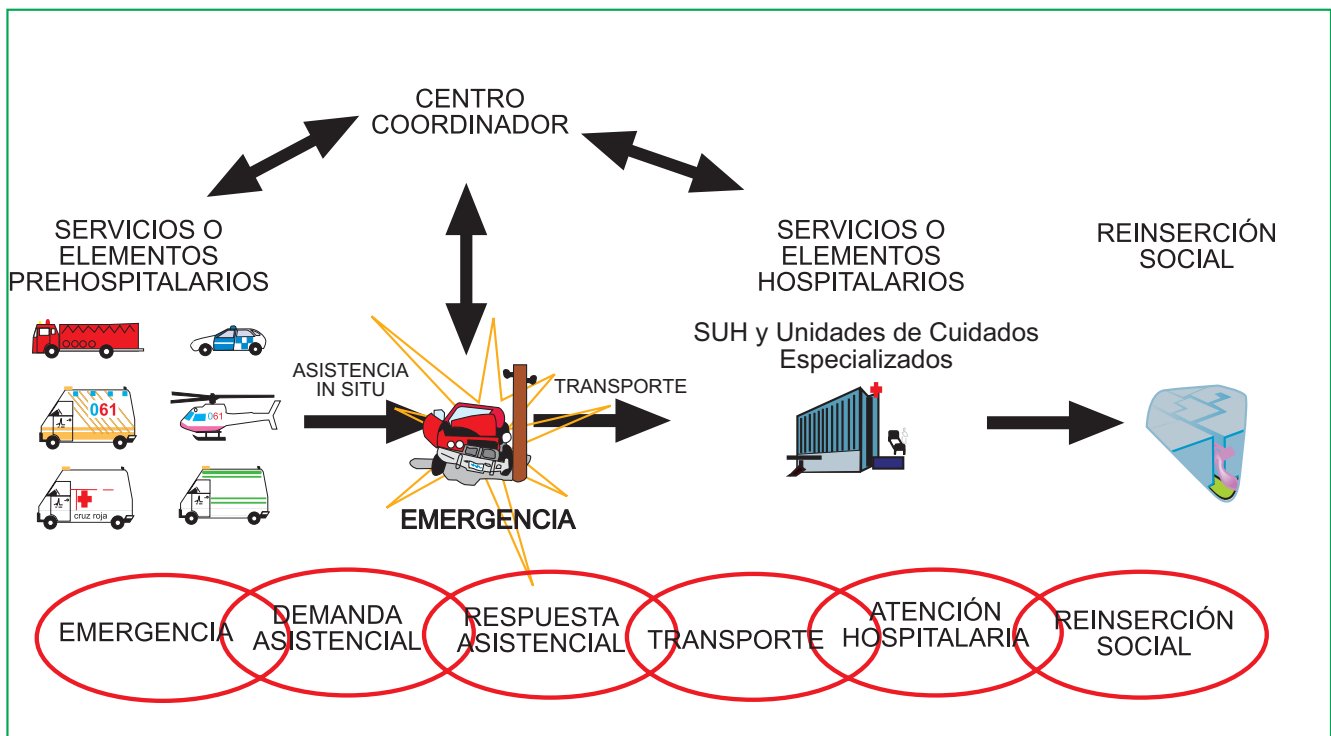 CENTRO
COORDINADOR
SERVICIOS O
ELEMENTOS
PREHOSPITALARIOS
SERVICIOS O
ELEMENTOS
HOSPITALARIOS
REINSERCIÓN
SOCIAL
SUH y Unidades de Cuidados
Especializados
ASISTENCIA
IN SITU
TRANSPORTE
061
061
cruz roja
EMERGENCIA
EMERGENCIA
DEMANDA
ASISTENCIAL
RESPUESTA
ASISTENCIAL
TRANSPORTE
ATENCIÓN
HOSPITALARIA
REINSERCIÓN
SOCIAL